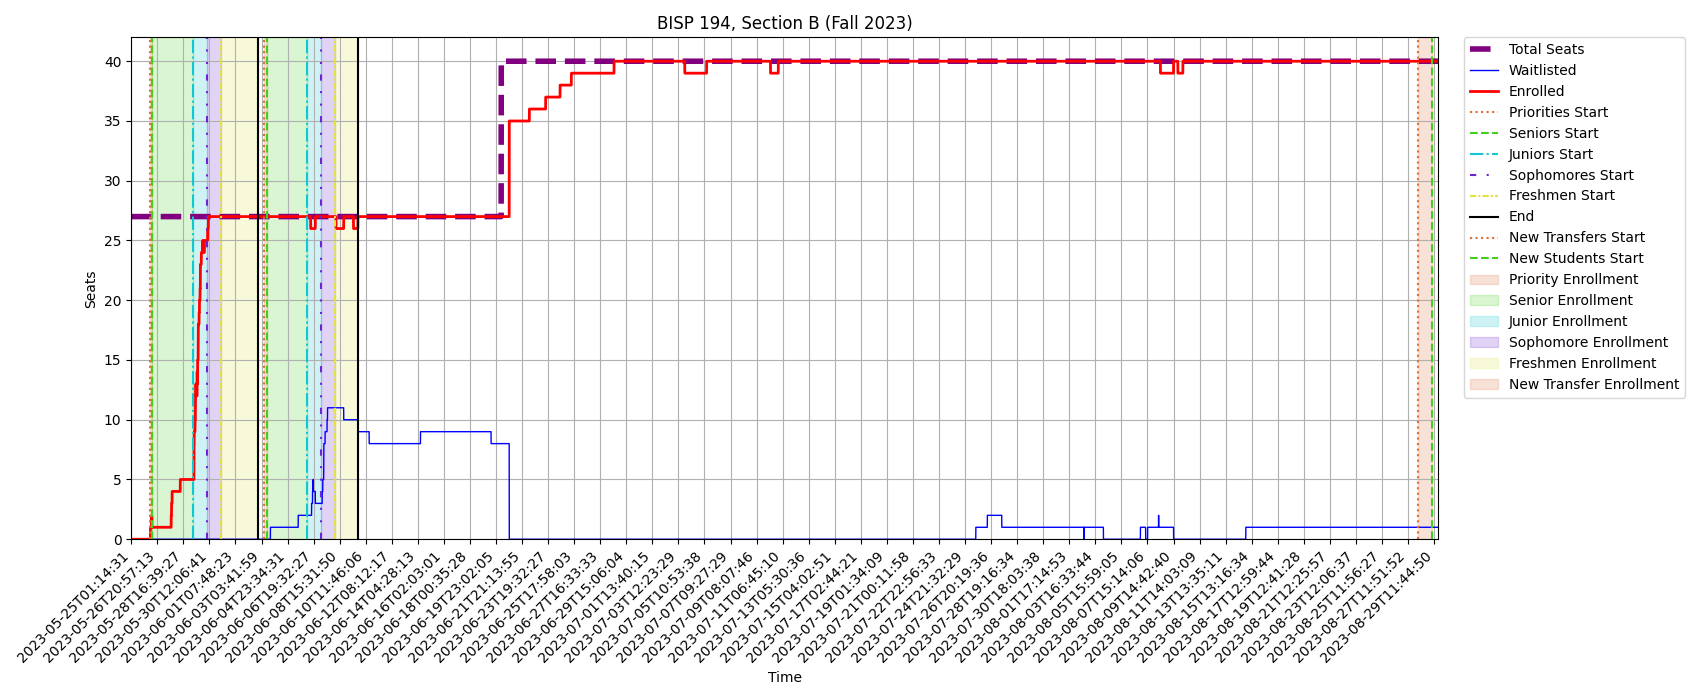 BISP 194, Section B (Fall 2023)
Seats
40
35
30
25
20
15
10
5
0
2023-05-25T01:14:31
2023-05-26T20:57:13
2023-05-28T16:39:27
2023-05-30T12:06:41
2023-06-01T07:48:23
2023-06-03T03:41:59
2023-06-04T23:34:31
2023-06-06T19:32:27
2023-06-08T15:31:50
2023-06-10T11:46:06
2023-06-12T08:12:17
2023-06-14T04:28:13
2023-06-16T02:03:01
2023-06-18T00:35:28
2023-06-19T23:02:05
2023-06-21T21:13:55
2023-06-23T19:32:27
2023-06-25T17:58:03
2023-06-27T16:33:33
2023-06-29T15:06:04
2023-07-01T13:40:15
2023-07-03T12:23:29
2023-07-05T10:53:38
2023-07-07T09:27:29
2023-07-09T08:07:46
2023-07-11T06:45:10
2023-07-13T05:30:36
2023-07-15T04:02:51
2023-07-17T02:44:21
2023-07-19T01:34:09
2023-07-21T00:11:58
2023-07-22T22:56:33
2023-07-24T21:32:29
2023-07-26T20:19:36
2023-07-28T19:16:34
2023-07-30T18:03:38
2023-08-01T17:14:53
2023-08-03T16:33:44
2023-08-05T15:59:05
2023-08-07T15:14:06
2023-08-09T14:42:40
2023-08-11T14:03:09
2023-08-13T13:35:11
2023-08-15T13:16:34
2023-08-17T12:59:44
2023-08-19T12:41:28
2023-08-21T12:25:57
2023-08-23T12:06:37
2023-08-25T11:56:27
2023-08-27T11:51:52
2023-08-29T11:44:50
Time
Total Seats
Waitlisted
Enrolled
Priorities Start
Seniors Start
Juniors Start
Sophomores Start
Freshmen Start
End
New Transfers Start
New Students Start
Priority Enrollment
Senior Enrollment
Junior Enrollment
Sophomore Enrollment
Freshmen Enrollment
New Transfer Enrollment